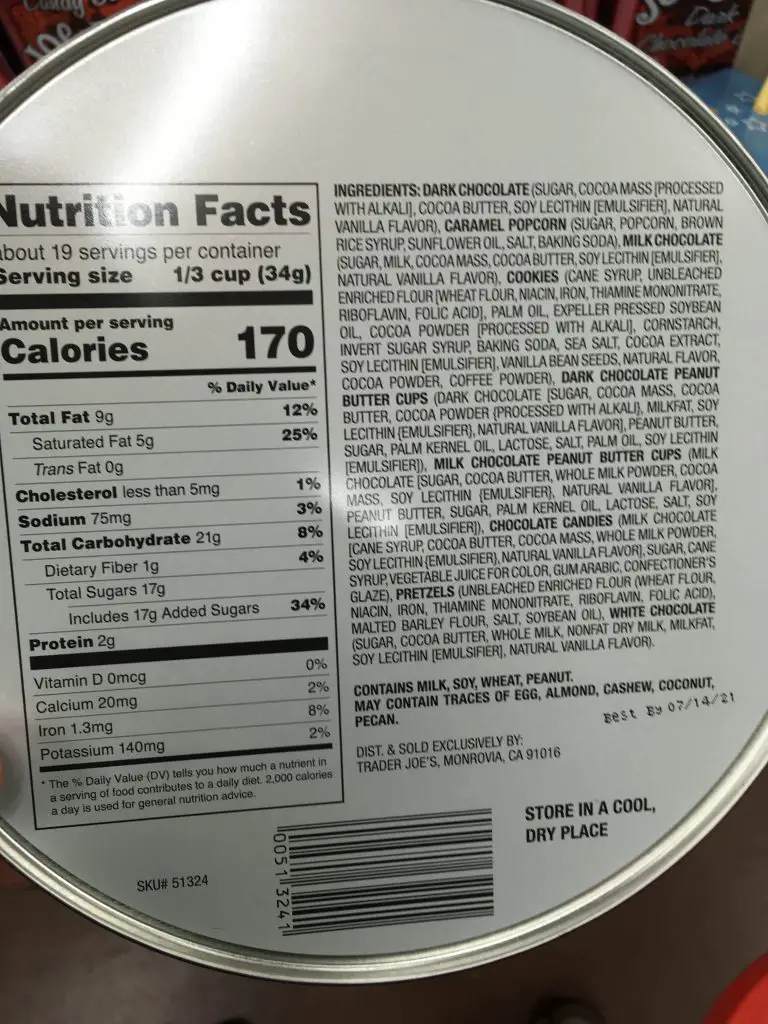 Candy
Joe
Dark
Chocolate
Nutrition Facts
about 19 servings per container
Serving size 1/3 cup (34g)
Amount per serving
Calories 170
% Daily Value*
Total Fat 9g 12%
Saturated Fat 5g 25%
Trans Fat 0g
Cholesterol less than 5mg 1%
Sodium 75mg 3%
Total Carbohydrate 21g 8%
Dietary Fiber 1g 4%
Total Sugars 17g
Includes 17g Added Sugars 34%
Protein 2g
Vitamin D 0mcg 0%
Calcium 20mg 2%
Iron 1.3mg 8%
Potassium 140mg 2%
* The % Daily Value (DV) tells you how much a nutrient in
a serving of food contributes to a daily diet. 2,000 calories
a day is used for general nutrition advice.
INGREDIENTS: DARK CHOCOLATE (SUGAR, COCOA MASS [PROCESSED
WITH ALKALI], COCOA BUTTER, SOY LECITHIN [EMULSIFIER], NATURAL
VANILLA FLAVOR), CARAMEL POPCORN (SUGAR, POPCORN, BROWN
RICE SYRUP, SUNFLOWER OIL, SALT, BAKING SODA), MILK CHOCOLATE
(SUGAR, MILK, COCOA MASS, COCOA BUTTER, SOY LECITHIN [EMULSIFIER],
NATURAL VANILLA FLAVOR), COOKIES (CANE SYRUP, UNBLEACHED
ENRICHED FLOUR [WHEAT FLOUR, NIACIN, IRON, THIAMINE MONONITRATE,
RIBOFLAVIN, FOLIC ACID], PALM OIL, EXPELLER PRESSED SOYBEAN
OIL, COCOA POWDER [PROCESSED WITH ALKALI], CORNSTARCH,
INVERT SUGAR SYRUP, BAKING SODA, SEA SALT, COCOA EXTRACT,
SOY LECITHIN [EMULSIFIER], VANILLA BEAN SEEDS, NATURAL FLAVOR,
COCOA POWDER, COFFEE POWDER), DARK CHOCOLATE PEANUT
BUTTER CUPS (DARK CHOCOLATE [SUGAR, COCOA MASS, COCOA
BUTTER, COCOA POWDER {PROCESSED WITH ALKALI}, MILKFAT, SOY
LECITHIN {EMULSIFIER}, NATURAL VANILLA FLAVOR], PEANUT BUTTER,
SUGAR, PALM KERNEL OIL, LACTOSE, SALT, PALM OIL, SOY LECITHIN
[EMULSIFIER]), MILK CHOCOLATE PEANUT BUTTER CUPS (MILK
CHOCOLATE [SUGAR, COCOA BUTTER, WHOLE MILK POWDER, COCOA
MASS, SOY LECITHIN {EMULSIFIER}, NATURAL VANILLA FLAVOR],
PEANUT BUTTER, SUGAR, PALM KERNEL OIL, LACTOSE, SALT, SOY
LECITHIN [EMULSIFIER]), CHOCOLATE CANDIES (MILK CHOCOLATE
[CANE SYRUP, COCOA BUTTER, COCOA MASS, WHOLE MILK POWDER,
SOY LECITHIN {EMULSIFIER}, NATURAL VANILLA FLAVOR], SUGAR, CANE
SYRUP, VEGETABLE JUICE FOR COLOR, GUM ARABIC, CONFECTIONER'S
GLAZE), PRETZELS (UNBLEACHED ENRICHED FLOUR (WHEAT FLOUR,
NIACIN, IRON, THIAMINE MONONITRATE, RIBOFLAVIN, FOLIC ACID),
MALTED BARLEY FLOUR, SALT, SOYBEAN OIL), WHITE CHOCOLATE
(SUGAR, COCOA BUTTER, WHOLE MILK, NONFAT DRY MILK, MILKFAT,
SOY LECITHIN [EMULSIFIER], NATURAL VANILLA FLAVOR).
CONTAINS MILK, SOY, WHEAT, PEANUT.
MAY CONTAIN TRACES OF EGG, ALMOND, CASHEW, COCONUT,
PECAN.
Best By 07/14/21
DIST. & SOLD EXCLUSIVELY BY:
TRADER JOE'S, MONROVIA, CA 91016
STORE IN A COOL,
DRY PLACE
SKU# 51324
0051 3241